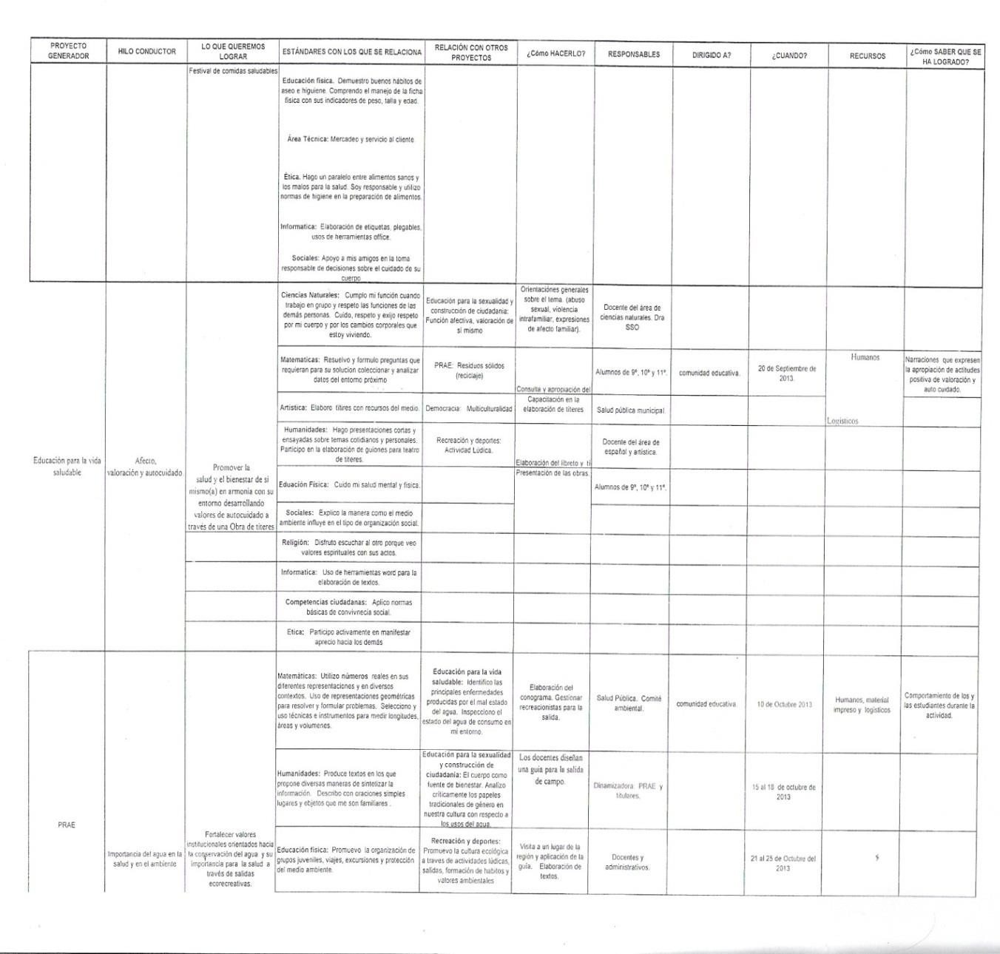 PROYECTO
GENERADOR
HILO CONDUCTOR
LO QUE QUEREMOS
LOGRAR
ESTÁNDARES CON LOS QUE SE RELACIONA
RELACIÓN CON OTROS
PROYECTOS
¿Cómo HACERLO?
RESPONSABLES
DIRIGIDO A?
¿CUANDO?
RECURSOS
¿Cómo SABER QUE SE
HA LOGRADO?
Festival de comidas saludables
Educación física. Demuestro buenos hábitos de
aseo e higuiene. Comprendo el manejo de la ficha
física con sus indicadores de peso, talla y edad.
Área Técnica: Mercadeo y servicio al cliente
Ética. Hago un paralelo entre alimentos sanos y
los malos para la salud. Soy responsable y utilizo
normas de higiene en la preparación de alimentos.
Informatica: Elaboración de etiquetas, plegables,
usos de herramientas office.
Sociales: Apoyo a mis amigos en la toma
responsable de decisiones sobre el cuidado de su
cuerpo
Educación para la vida
saludable
Afecto,
valoración y autocuidado
Promover la
salud y el bienestar de sí
mismo(a) en armonía con su
entorno desarrollando
valores de autocuidado a
través de una Obra de títeres
Ciencias Naturales: Cumplo mi función cuando
trabajo en grupo y respeto las funciones de las
demás personas. Cuido, respeto y exijo respeto
por mi cuerpo y por los cambios corporales que
estoy viviendo.
Educación para la sexualidad y
construcción de ciudadanía:
Función afectiva, valoración de
sí mismo
Orientaciónes generales
sobre el tema. (abuso
sexual, violencia
intrafamiliar, expresiones
de afecto familiar).
Docente del área de
ciencias naturales. Dra
SSO
Matematicas: Resuelvo y formulo preguntas que
requieran para su solucion coleccionar y analizar
datos del entorno próximo
PRAE: Residuos sólidos
(reciclaje)
Consulta y apropiación del
Alumnos de 9º, 10º y 11º.
comunidad educativa.
20 de Septiembre de
2013.
Humanos
Logísticos
Narraciones que expresen
la apropiación de actitudes
positiva de valoración y
auto cuidado.
Artística: Elaboro títires con recursos del medio.
Democracia: Multiculturalidad
Capacitación en la
elaboración de títeres
Salud pública municipal.
Humanidades: Hago presentaciones cortas y
ensayadas sobre temas cotidianos y personales.
Participo en la elaboración de guiones para teatro
de títeres.
Recreación y deportes:
Actividad Lúdica.
Elaboración del libreto y tí
Docente del área de
español y artística.
Eduación Física: Cuido mi salud mental y física.
Presentación de las obras.
Alumnos de 9º, 10º y 11º.
Sociales: Explico la manera como el medio
ambiente influye en el tipo de organización social.
Religión: Disfruto escuchar al otro porque veo
valores espirituales con sus actos.
Informatica: Uso de herramientas word para la
elaboración de textos.
Competencias ciudadanas: Aplico normas
básicas de convivnecia social.
Etica: Participo activamente en manifestar
aprecio hacia los demás
PRAE
Importancia del agua en la
salud y en el ambiente
Fortalecer valores
institucionales orientados hacia
la conservación del agua y su
importancia para la salud a
través de salidas
ecorecreativas.
Matemáticas: Utilizo números reales en sus
diferentes representaciones y en diversos
contextos. Uso de representaciones geométricas
para resolver y formular problemas. Selecciono y
uso técnicas e instrumentos para medir longitudes,
áreas y volumenes.
Educación para la vida
saludable: Identifico las
principales enfermedades
producidas por el mal estado
del agua. Inspecciono el
estado del agua de consumo en
mi entorno.
Elaboración del
conograma. Gestionar
recreacionistas para la
salida.
Salud Pública. Comité
ambiental.
comunidad educativa.
10 de Octubre 2013
Humanos, material
impreso y logísticos
Comportamiento de los y
las estudiantes durante la
actividad.
Humanidades: Produce textos en los que
propone diversas maneras de sintetizar la
información. Describo con oraciones simples
lugares y objetos que me son familiares .
Educación para la sexualidad
y construcción de
ciudadanía: El cuerpo como
fuente de bienestar. Analizo
críticamente los papeles
tradicionales de género en
nuestra cultura con respecto a
los usos del agua.
Los docentes diseñan
una guia para la salida
de campo.
Dinamizadora: PRAE y
titulares.
15 al 18 de octubre de
2013
Educación física: Promuevo la organización de
grupos juveniles, viajes, excursiones y protección
del medio ambiente.
Recreación y deportes:
Promuevo la cultura ecológica
a traves de actividades lúdicas,
salidas, formación de habitos y
valores ambientales
Visita a un lugar de la
región y aplicación de la
guía. Elaboración de
textos.
Docentes y
administrativos.
21 al 25 de Octubre del
2013